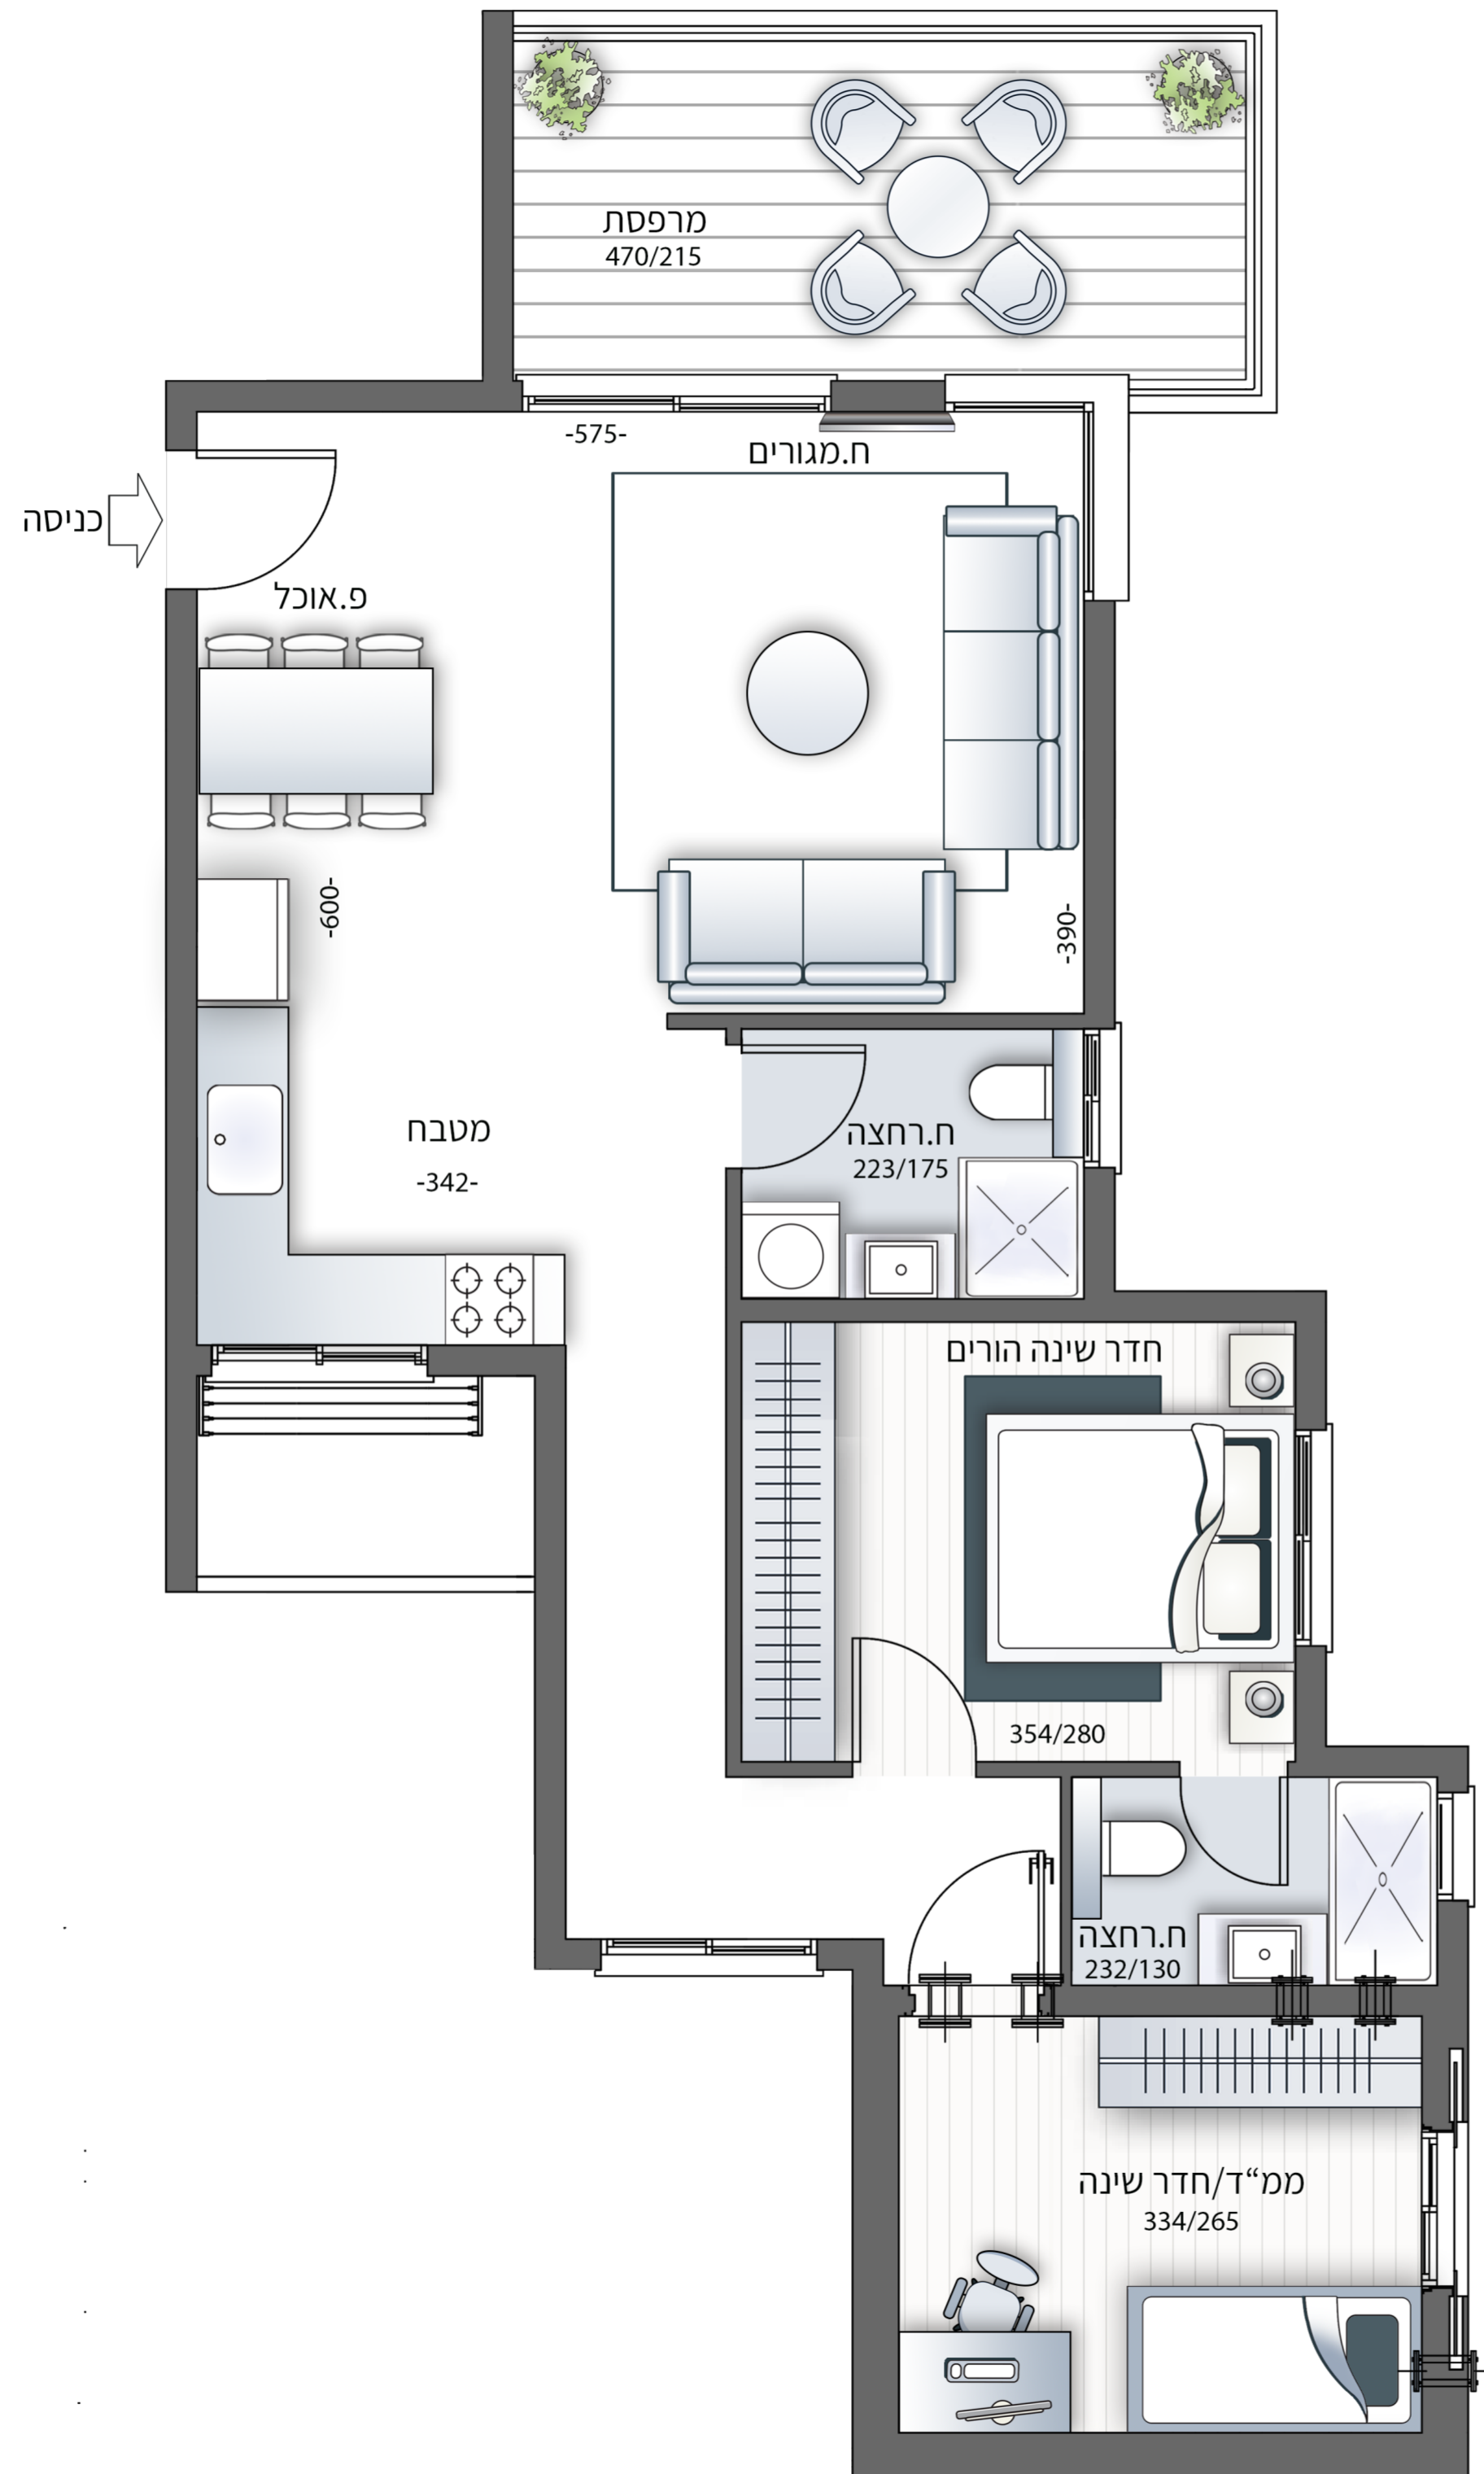 מרפסת
470/215
-575-
ח.מגורים
כניסה
פ.אוכל
-600-
-390-
מטבח
-342-
ח.רחצה
223/175
חדר שינה הורים
354/280
ח.רחצה
232/130
ממ“ד/חדר שינה
334/265